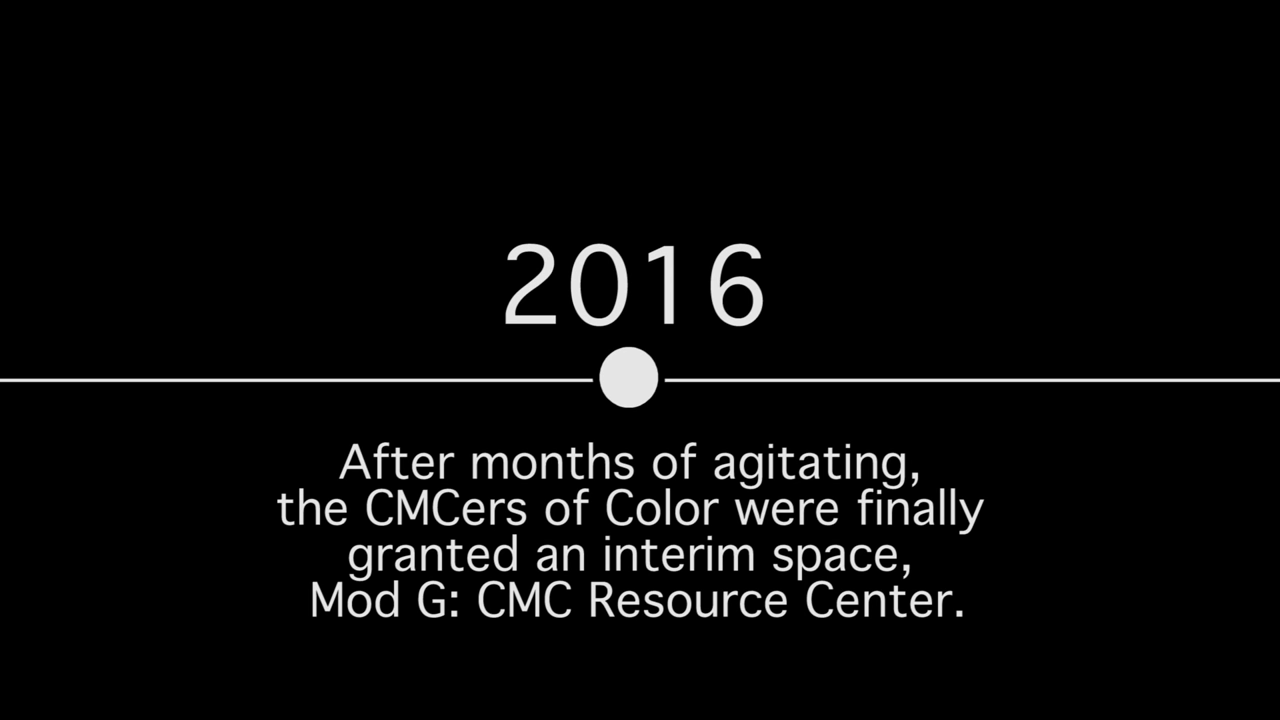 2016
After months of agitating,
the CMCers of Color were finally
granted an interim space,
Mod G: CMC Resource Center.